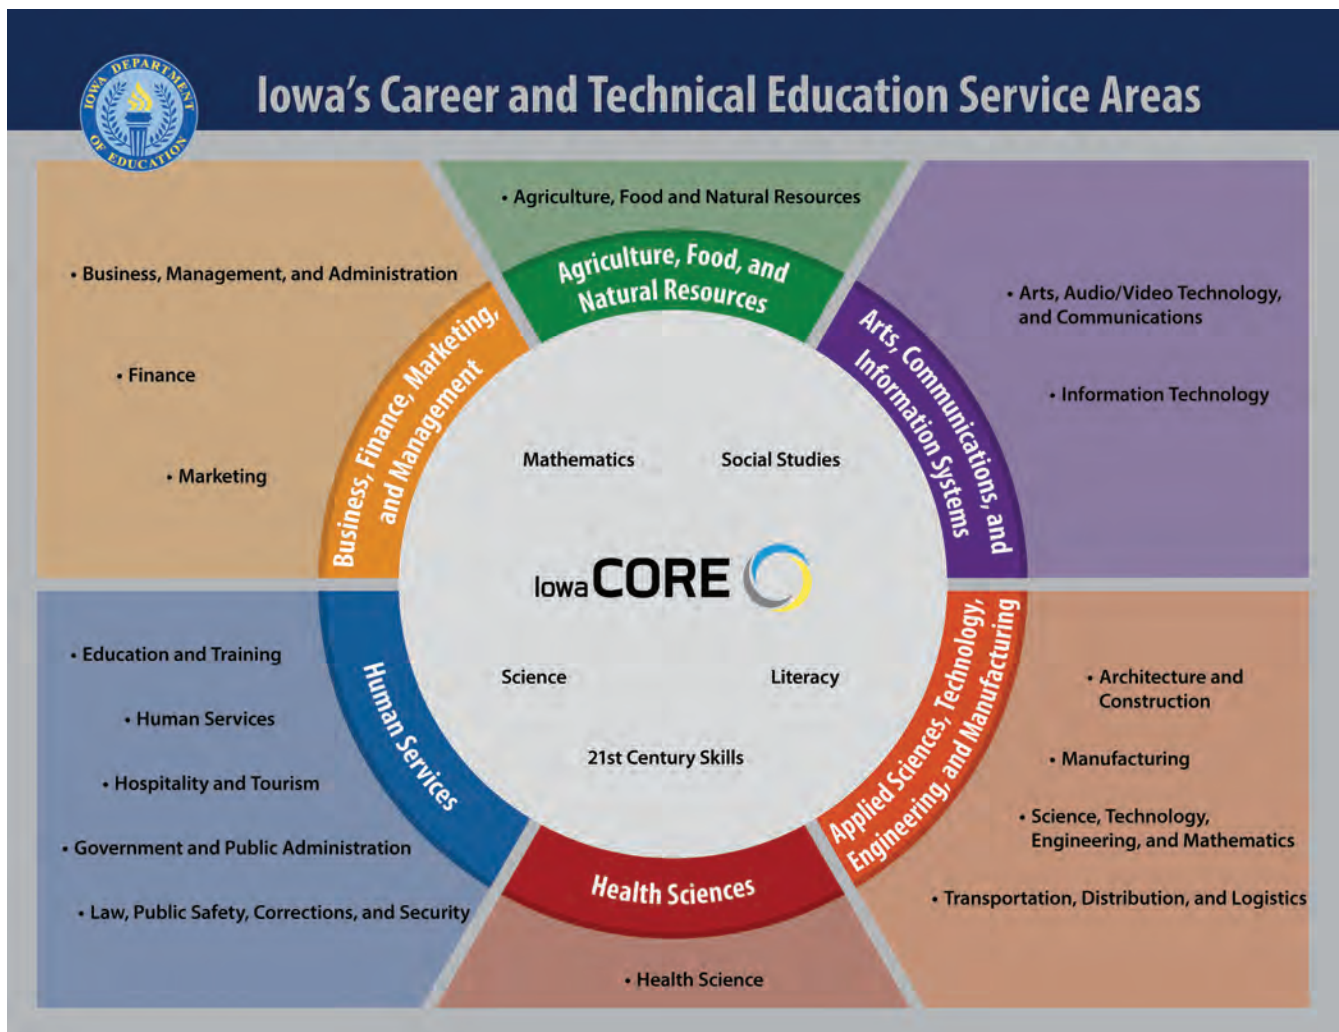 IOWA DEPARTMENT
OF EDUCATION
Iowa's Career and Technical Education Service Areas
• Agriculture, Food and Natural Resources
Agriculture, Food, and
Natural Resources
• Business, Management, and Administration
• Finance
• Marketing
Business, Finance, Marketing,
and Management
• Arts, Audio/Video Technology,
and Communications
• Information Technology
Arts, Communications, and
Information Systems
Mathematics
Social Studies
Iowa CORE
Science
Literacy
21st Century Skills
• Education and Training
• Human Services
• Hospitality and Tourism
• Government and Public Administration
• Law, Public Safety, Corrections, and Security
Human Services
• Architecture and
Construction
• Manufacturing
• Science, Technology,
Engineering, and Mathematics
• Transportation, Distribution, and Logistics
Applied Sciences, Technology,
Engineering, and Manufacturing
Health Sciences
• Health Science